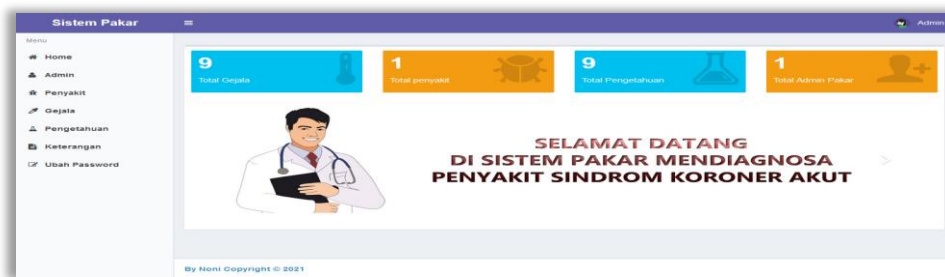 Sistem Pakar
Admin
Menu
Home
Admin
Penyakit
Gejala
Pengetahuan
Keterangan
Ubah Password
9
Total Gejala
1
Total penyakit
9
Total Pengetahuan
1
Total Admin Pakar
SELAMAT DATANG
DI SISTEM PAKAR MENDIAGNOSA
PENYAKIT SINDROM KORONER AKUT
By Noni Copyright © 2021